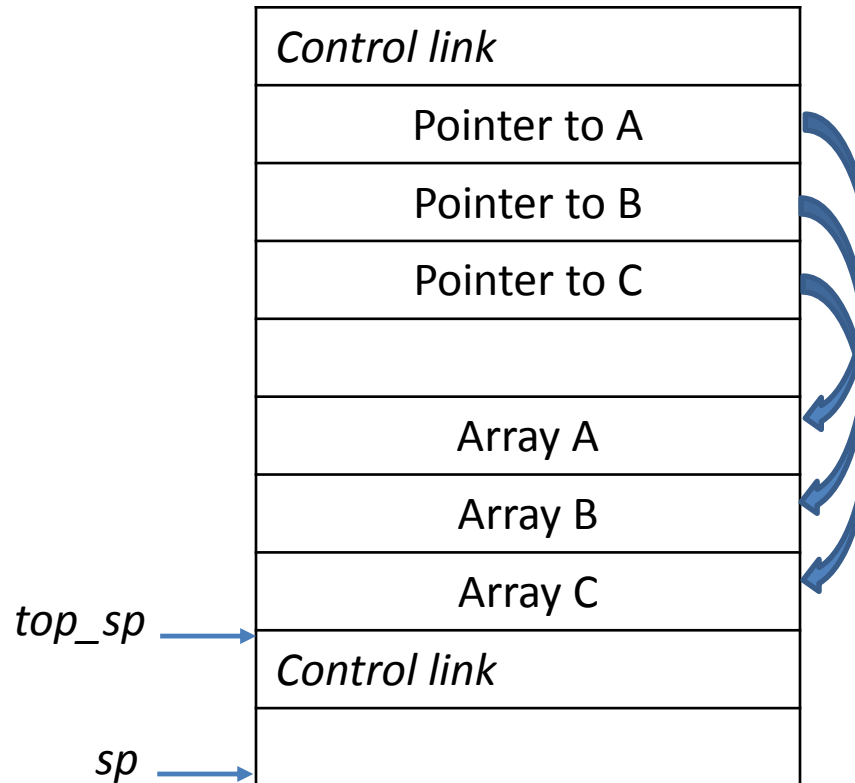 Control link
Pointer to A
Pointer to B
Pointer to C
Array A
Array B
Array C
top_sp
Control link
sp